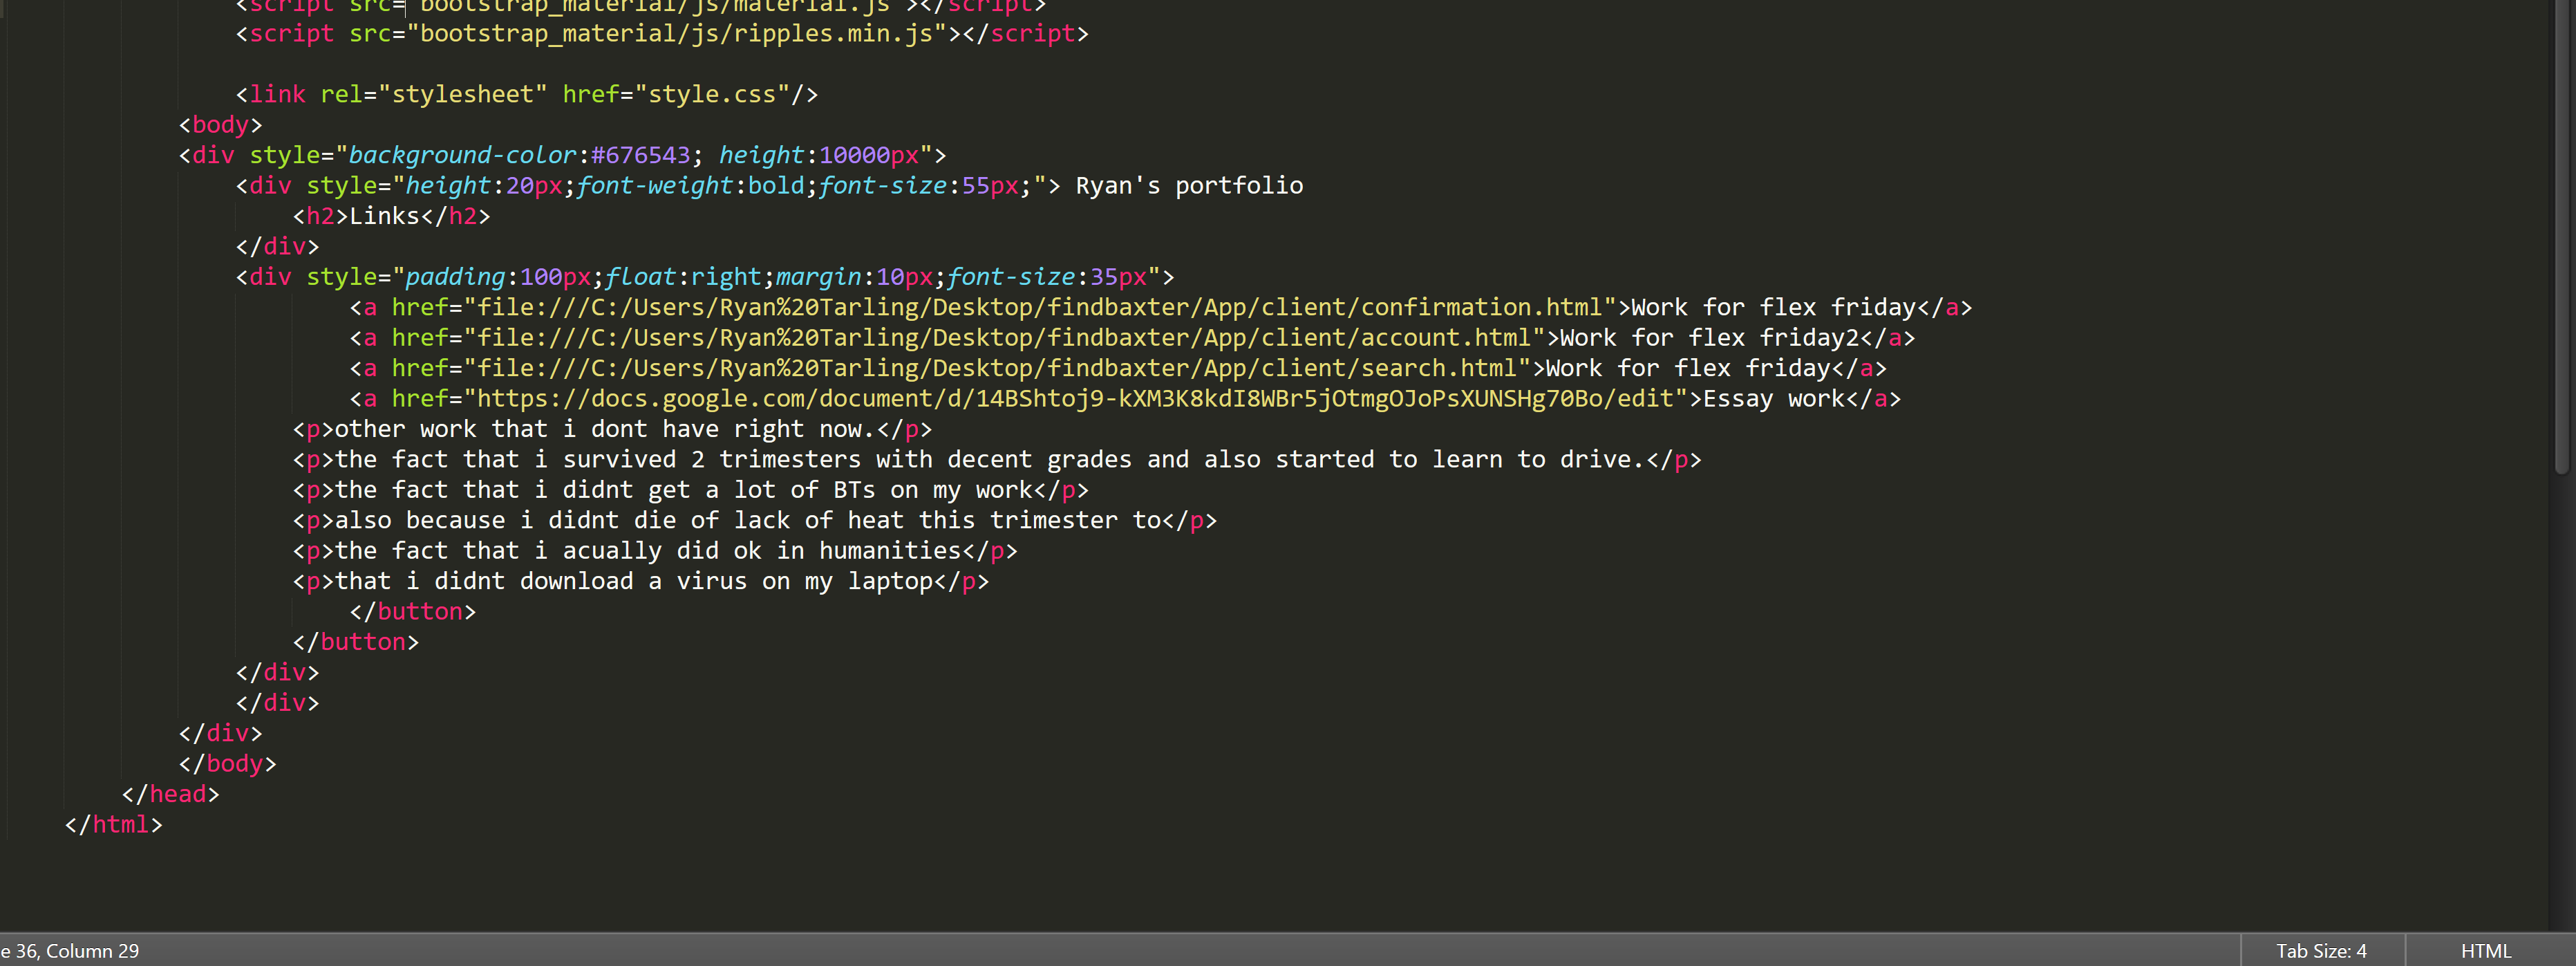 <script src="bootstrap_material/js/material.js"></script>
<script src="bootstrap_material/js/ripples.min.js"></script>
<link rel="stylesheet" href="style.css"/>
<body>
<div style="background-color:#676543; height:10000px">
<div style="height:20px;font-weight:bold;font-size:55px;"> Ryan's portfolio
<h2>Links</h2>
</div>
<div style="padding:100px;float:right;margin:10px;font-size:35px">
<a href="file:///C:/Users/Ryan%20Tarling/Desktop/findbaxter/App/client/confirmation.html">Work for flex friday</a>
<a href="file:///C:/Users/Ryan%20Tarling/Desktop/findbaxter/App/client/account.html">Work for flex friday2</a>
<a href="file:///C:/Users/Ryan%20Tarling/Desktop/findbaxter/App/client/search.html">Work for flex friday</a>
<a href="https://docs.google.com/document/d/14BShtoj9-kXM3K8kdI8WBr5jOtmgOJoPsXUNSHg70Bo/edit">Essay work</a>
<p>other work that i dont have right now.</p>
<p>the fact that i survived 2 trimesters with decent grades and also started to learn to drive.</p>
<p>the fact that i didnt get a lot of BTs on my work</p>
<p>also because i didnt die of lack of heat this trimester to</p>
<p>the fact that i acually did ok in humanities</p>
<p>that i didnt download a virus on my laptop</p>
</button>
</button>
</div>
</div>
</div>
</body>
</head>
</html>
e 36, Column 29
Tab Size: 4
HTML